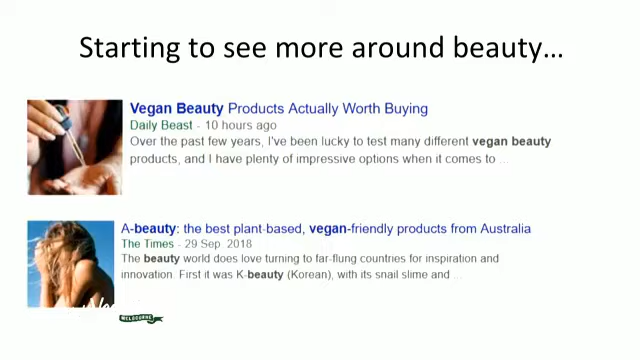 Starting to see more around beauty…
Vegan Beauty Products Actually Worth Buying
Daily Beast - 10 hours ago
Over the past few years, I've been lucky to test many different vegan beauty
products, and I have plenty of impressive options when it comes to ...
A-beauty: the best plant-based, vegan-friendly products from Australia
The Times - 29 Sep 2018
The beauty world does love turning to far-flung countries for inspiration and
innovation. First it was K-beauty (Korean), with its snail slime and ...
MELBOURNE